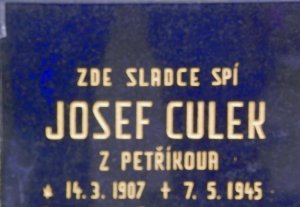 ZDE SLADCE SPÍ
JOSEF CULEK
Z PETŘÍKOVA
* 14. 3. 1907 + 7. 5. 1945